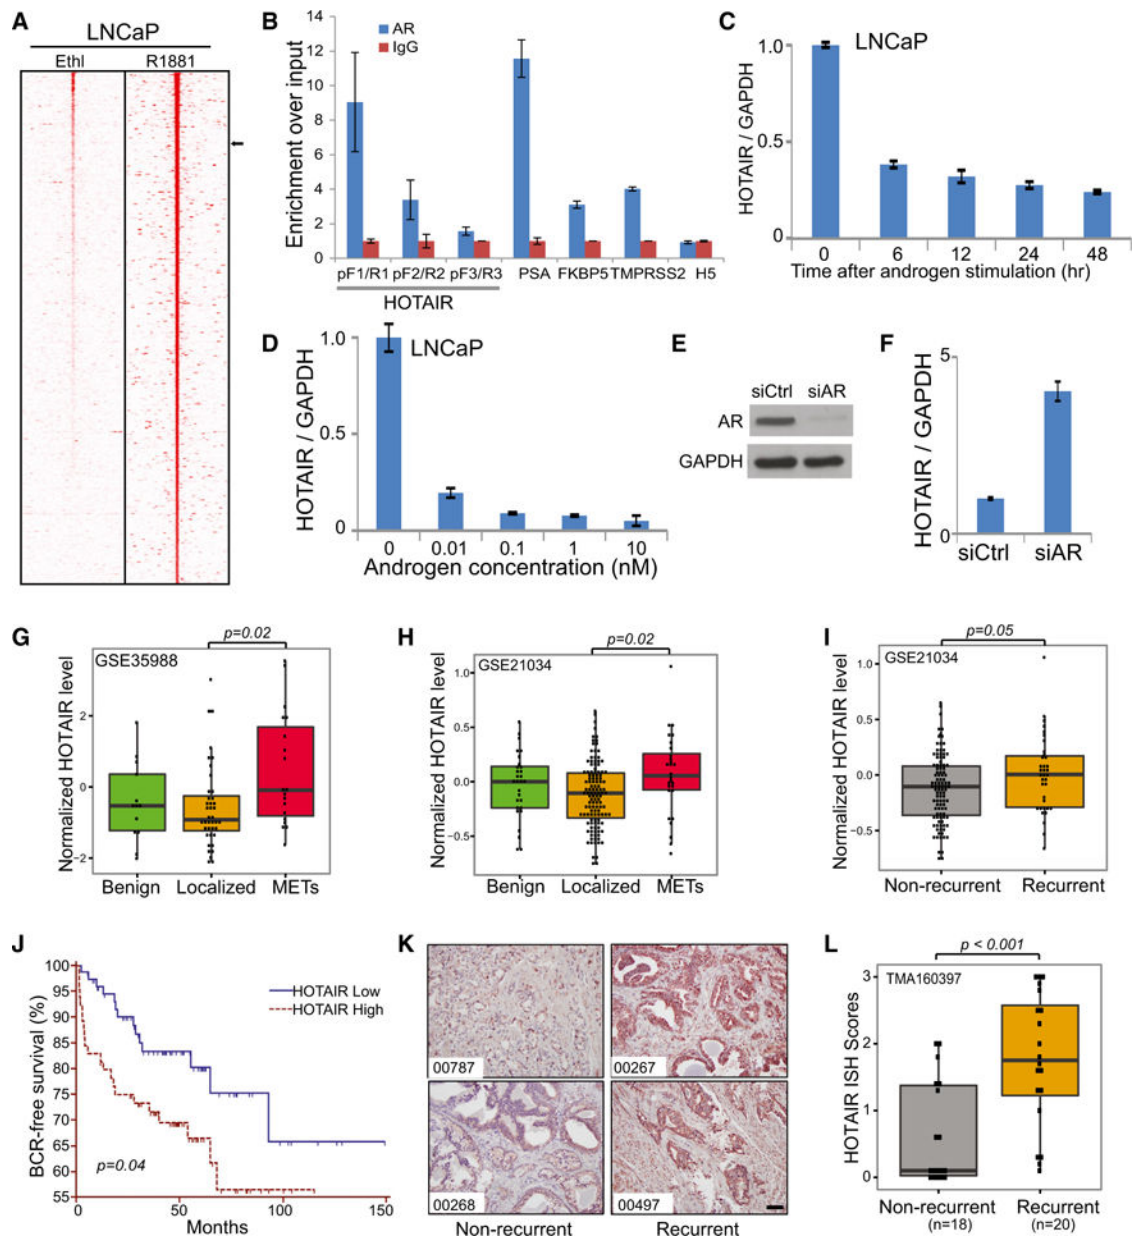 A
LNCaP
Ethl R1881
B
Enrichment over input
14
12
10
8
6
4
2
0
AR
IgG
pF1/R1 pF2/R2 pF3/R3 PSA FKBP5 TMPRSS2 H5
HOTAIR
C
LNCaP
HOTAIR / GAPDH
1.0
0.5
0
0 6 12 24 48
Time after androgen stimulation (hr)
D
LNCaP
HOTAIR / GAPDH
1.0
0.5
0
0 0.01 0.1 1 10
Androgen concentration (nM)
E
siCtrl siAR
AR
GAPDH
F
HOTAIR / GAPDH
5
0
siCtrl siAR
G
p=0.02
GSE35988
Normalized HOTAIR level
2
0
−2
Benign Localized METs
H
p=0.02
GSE21034
Normalized HOTAIR level
1.0
0.5
0.0
−0.5
Benign Localized METs
I
p=0.05
GSE21034
Normalized HOTAIR level
1.0
0.5
0.0
−0.5
Non-recurrent Recurrent
J
BCR-free survival (%)
100
95
90
85
80
75
70
65
60
55
HOTAIR Low
HOTAIR High
p=0.04
0 50 100 150
Months
K
00787
00267
00268
00497
Non-recurrent Recurrent
L
p < 0.001
TMA160397
HOTAIR ISH Scores
3
2
1
0
Non-recurrent Recurrent
(n=18) (n=20)